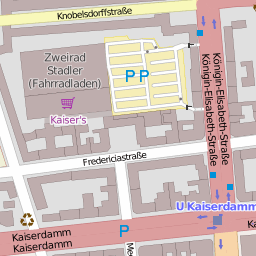 Knobelsdorffstraße
Zweirad
Stadler
(Fahrradladen)
P P
Kaiser's
Königin-Elisabeth-Straße
Königin-Elisabeth-Straße
Fredericiastraße
U Kaiserdamm
Kaiserdamm
Kaiserdamm
P